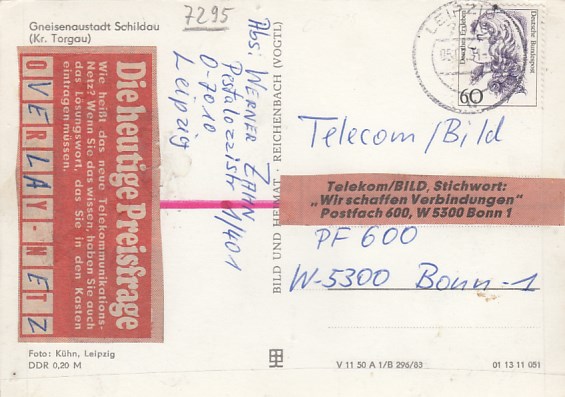 Gneisenaustadt Schildau
(Kr. Torgau)
7295
Die heutige Preisfrage
Wie heißt das neue Telekommunikations-
Netz? Wenn Sie das wissen, haben Sie auch
das Lösungswort, das Sie in den Kasten
eintragen müssen.
OVERLAY-NETZ
Abs: WERNER ZAHN
Pestalozzistr 1/401
O-7010
Leipzig
BILD UND HEIMAT · REICHENBACH (VOGTL)
LEIPZIG
Deutsche Bundespost
60
Telecom/Bild
Telekom/BILD, Stichwort:
„Wir schaffen Verbindungen"
Postfach 600, W 5300 Bonn 1
PF 600
W-5300 Bonn-1
Foto: Kühn, Leipzig
DDR 0,20 M
V 11 50 A 1/B 296/83
01 13 11 051